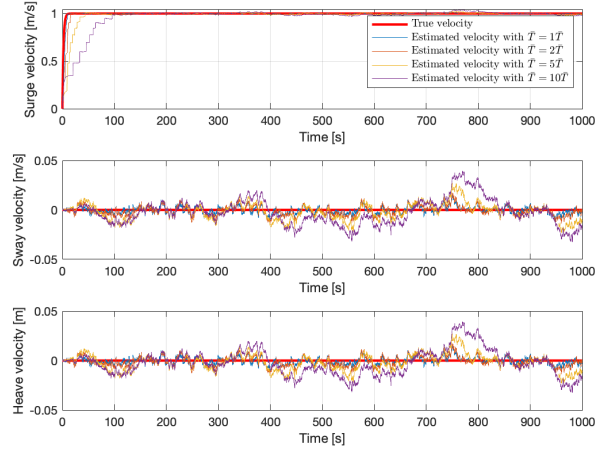 Surge velocity [m/s]
1
0.5
0
True velocity
Estimated velocity with T̄ = 1T̄
Estimated velocity with T̄ = 2T̄
Estimated velocity with T̄ = 5T̄
Estimated velocity with T̄ = 10T̄
0 100 200 300 400 500 600 700 800 900 1000
Time [s]
Sway velocity [m/s]
0.05
0
-0.05
0 100 200 300 400 500 600 700 800 900 1000
Time [s]
Heave velocity [m]
0.05
0
-0.05
0 100 200 300 400 500 600 700 800 900 1000
Time [s]